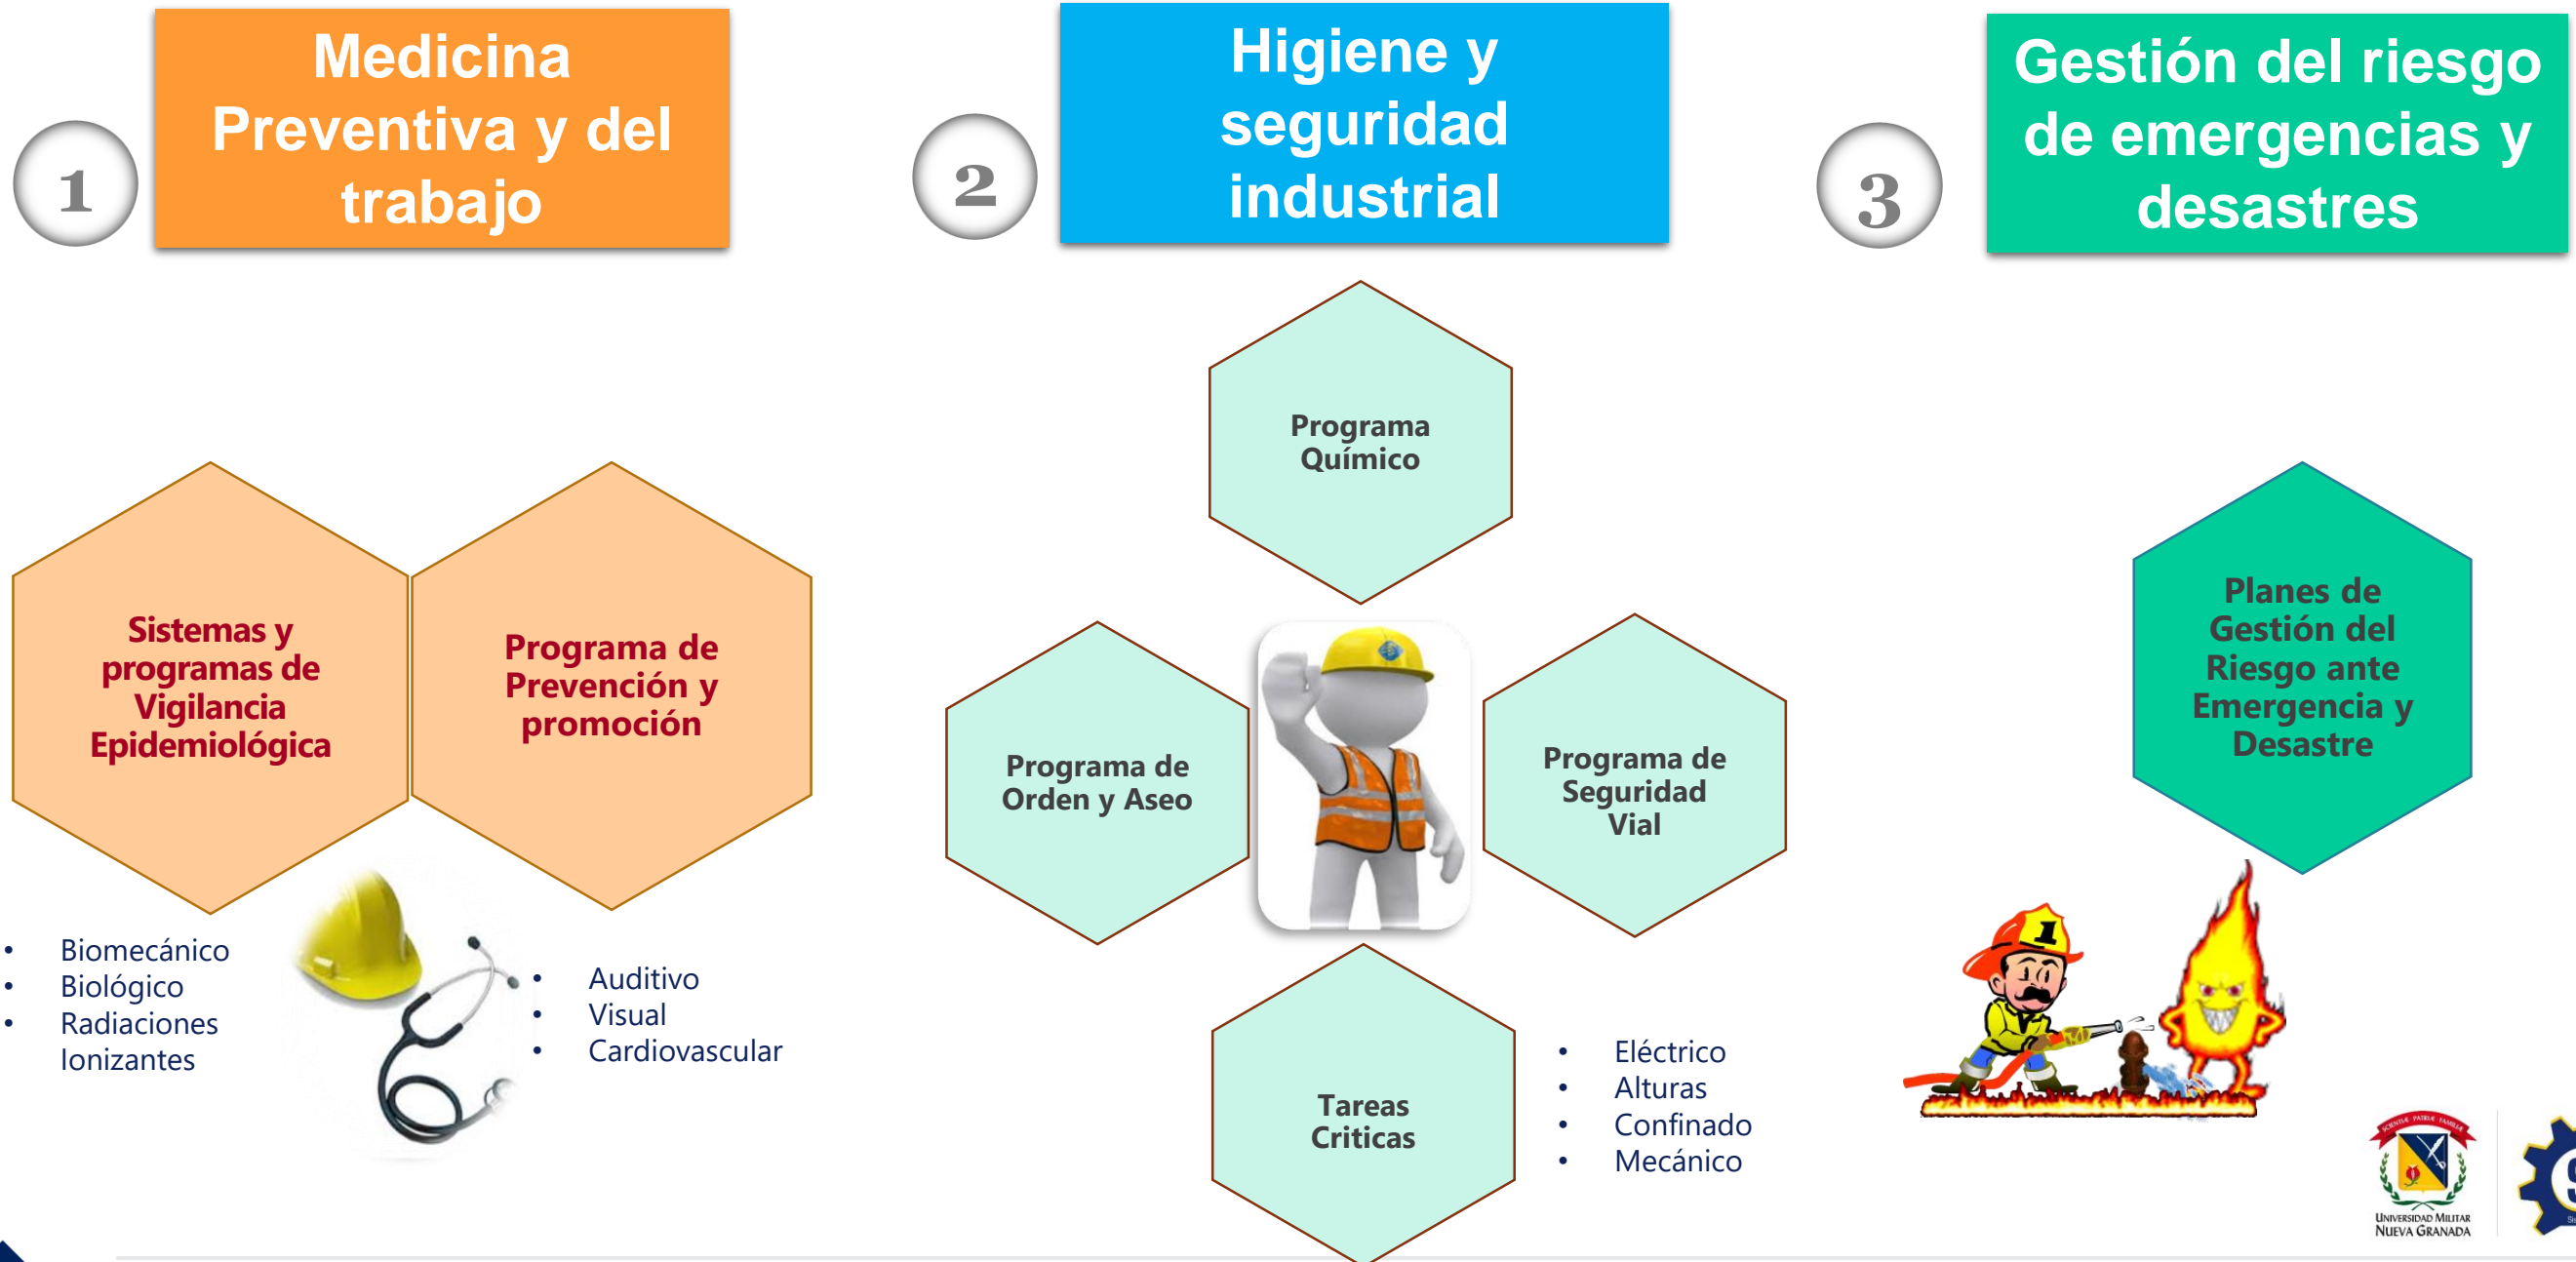 1
Medicina
Preventiva y del
trabajo
Sistemas y
programas de
Vigilancia
Epidemiológica
Programa de
Prevención y
promoción
• Biomecánico
• Biológico
• Radiaciones
Ionizantes
• Auditivo
• Visual
• Cardiovascular
2
Higiene y
seguridad
industrial
Programa
Químico
Programa de
Orden y Aseo
Programa de
Seguridad
Vial
Tareas
Criticas
• Eléctrico
• Alturas
• Confinado
• Mecánico
3
Gestión del riesgo
de emergencias y
desastres
Planes de
Gestión del
Riesgo ante
Emergencia y
Desastre
1
SCIENTIÆ PATRIÆ FAMILIÆ
UNIVERSIDAD MILITAR
NUEVA GRANADA